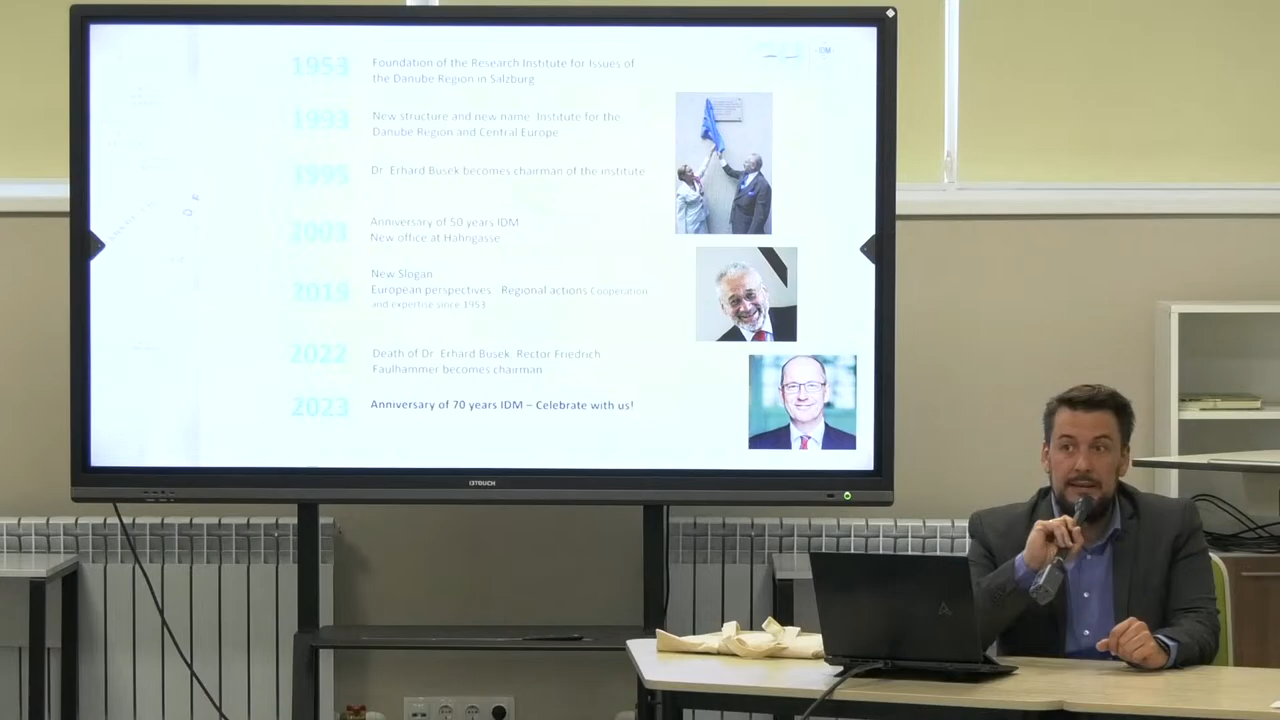 IDM
1953
Foundation of the Research Institute for Issues of
the Danube Region in Salzburg
1993
New structure and new name: Institute for the
Danube Region and Central Europe
1995
Dr. Erhard Busek becomes chairman of the institute
2003
Anniversary of 50 years IDM
New office at Hahngasse
2019
New Slogan
European perspectives - Regional actions Cooperation
and expertise since 1953
2022
Death of Dr. Erhard Busek. Rector Friedrich
Faulhammer becomes chairman
2023
Anniversary of 70 years IDM – Celebrate with us!